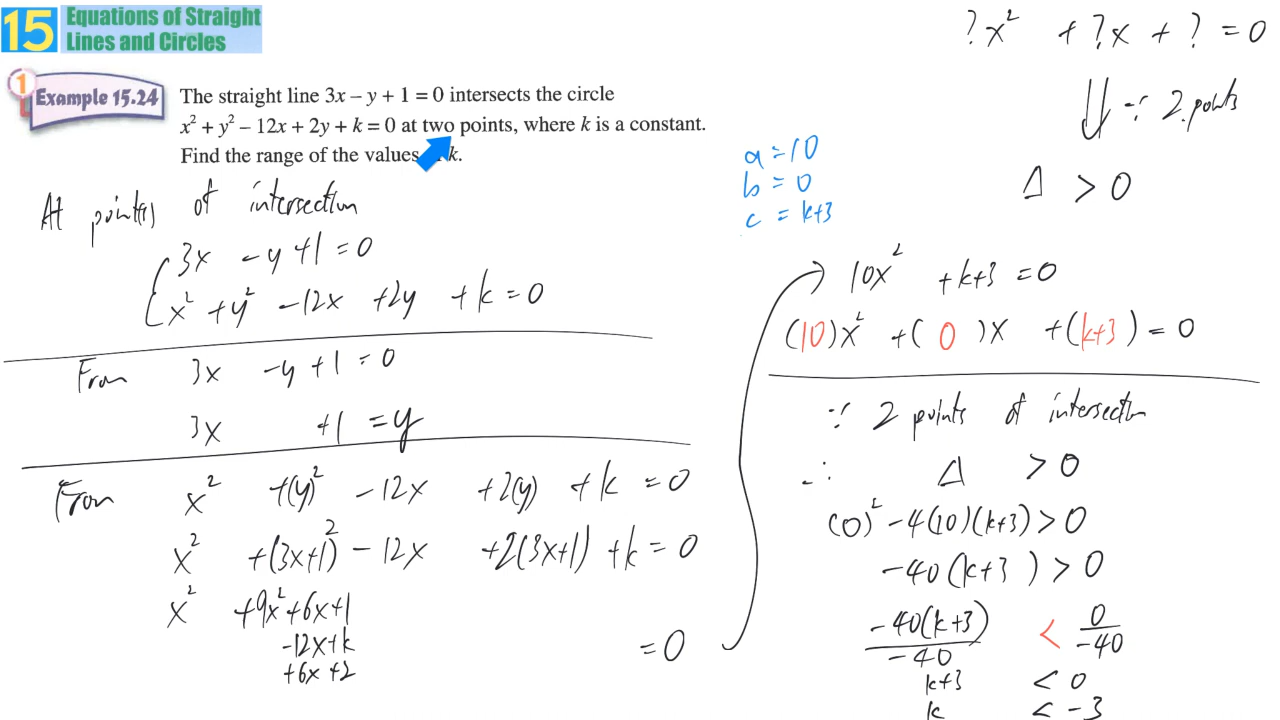 15 Equations of Straight
Lines and Circles
1
Example 15.24
The straight line 3x – y + 1 = 0 intersects the circle
x² + y² – 12x + 2y + k = 0 at two points, where k is a constant.
Find the range of the values k.
At point(s) of intersection
3x - y + 1 = 0
x² + y² - 12x + 2y + k = 0
From 3x - y + 1 = 0
3x + 1 = y
From x² + (y)² - 12x + 2(y) + k = 0
x² + (3x+1)² - 12x + 2(3x+1) + k = 0
x² + 9x² + 6x + 1
-12x + k = 0
+6x + 2
?x² + ?x + ? = 0
⇓ ∵ 2 points
Δ > 0
a = 10
b = 0
c = k+3
10x² + k+3 = 0
(10)x² + (0)x + (k+3) = 0
∵ 2 points of intersection
∴ Δ > 0
(0)² - 4(10)(k+3) > 0
-40(k+3) > 0
-40(k+3)/-40 < 0/-40
k+3 < 0
k < -3